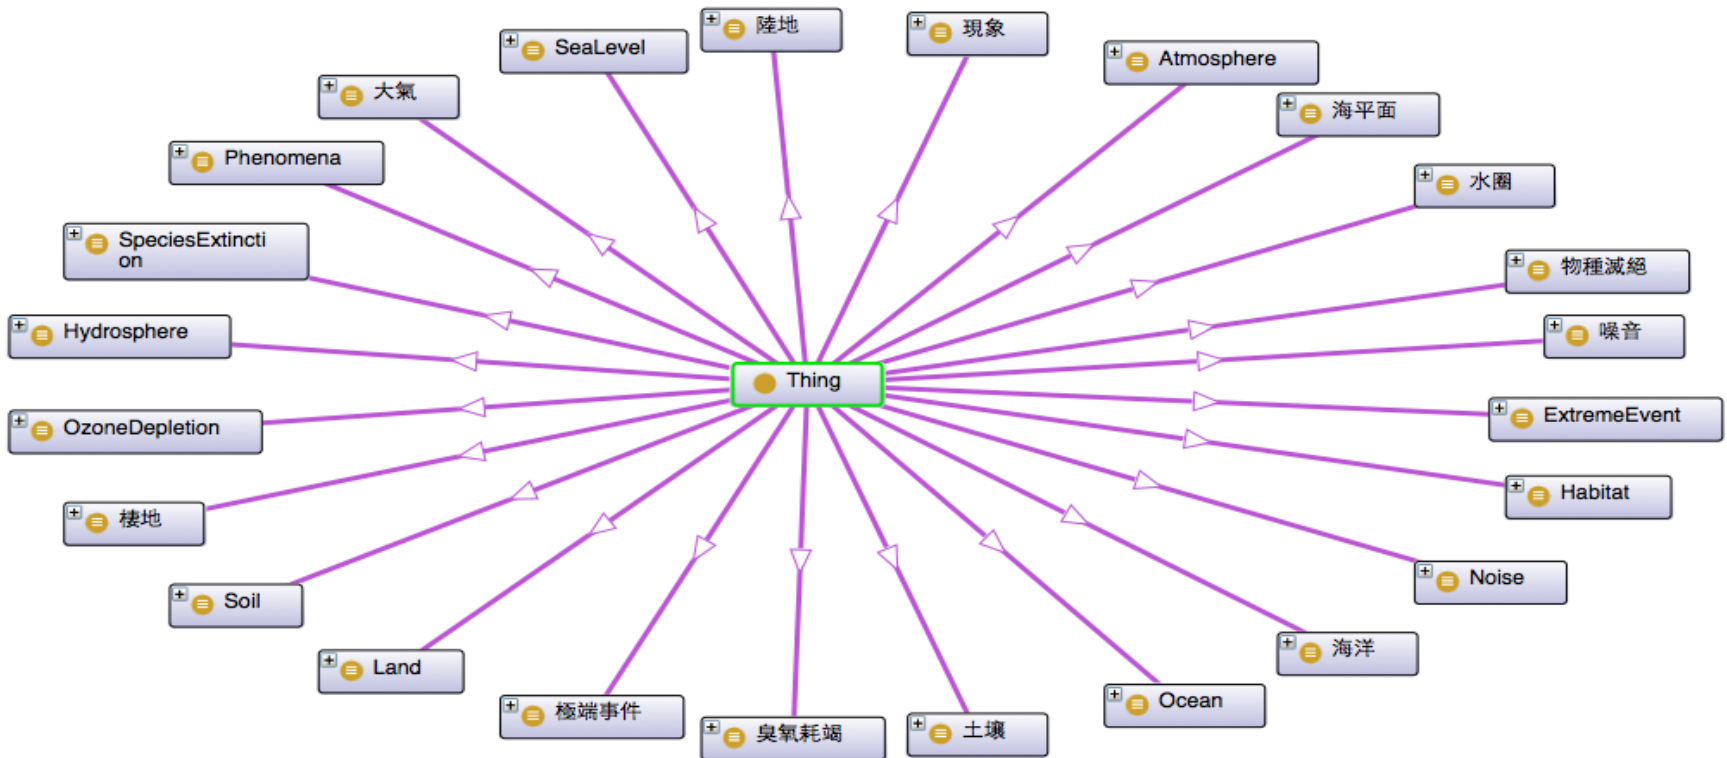 陸地
現象
SeaLevel
Atmosphere
大氣
海平面
Phenomena
水圈
SpeciesExtincti
on
物種滅絕
Hydrosphere
噪音
Thing
OzoneDepletion
ExtremeEvent
棲地
Habitat
Soil
Noise
Land
海洋
極端事件
Ocean
臭氧耗竭
土壤